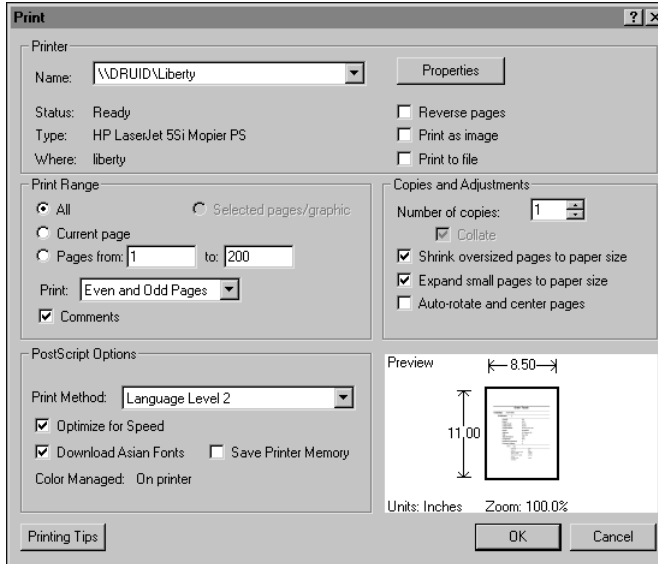 Print
Printer
Name: \\DRUID\Liberty
Properties
Status: Ready
Reverse pages
Type: HP LaserJet 5Si Mopier PS
Print as image
Where: liberty
Print to file
Print Range
All
Selected pages/graphic
Current page
Pages from: 1 to: 200
Print: Even and Odd Pages
Comments
Copies and Adjustments
Number of copies: 1
Collate
Shrink oversized pages to paper size
Expand small pages to paper size
Auto-rotate and center pages
PostScript Options
Print Method: Language Level 2
Optimize for Speed
Download Asian Fonts
Save Printer Memory
Color Managed: On printer
Preview
8.50
11.00
Units: Inches Zoom: 100.0%
Printing Tips
OK
Cancel